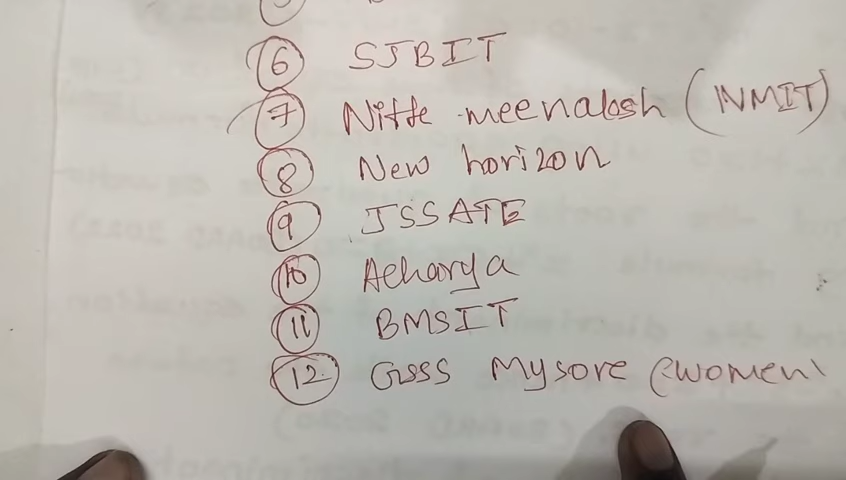 6 SJBIT
7 Nitte meenaksh (NMIT)
8 New horizon
9 JSSATE
10 Acharya
11 BMSIT
12 GSSS Mysore (women)